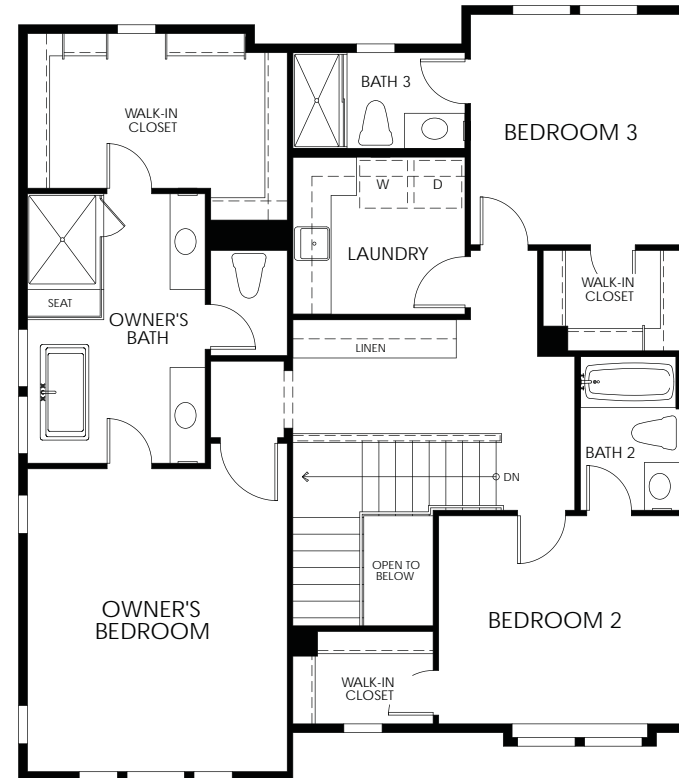 BATH 3
WALK-IN
CLOSET
BEDROOM 3
W
D
LAUNDRY
WALK-IN
CLOSET
SEAT
OWNER'S
BATH
LINEN
BATH 2
DN
OPEN TO
BELOW
OWNER'S
BEDROOM
BEDROOM 2
WALK-IN
CLOSET